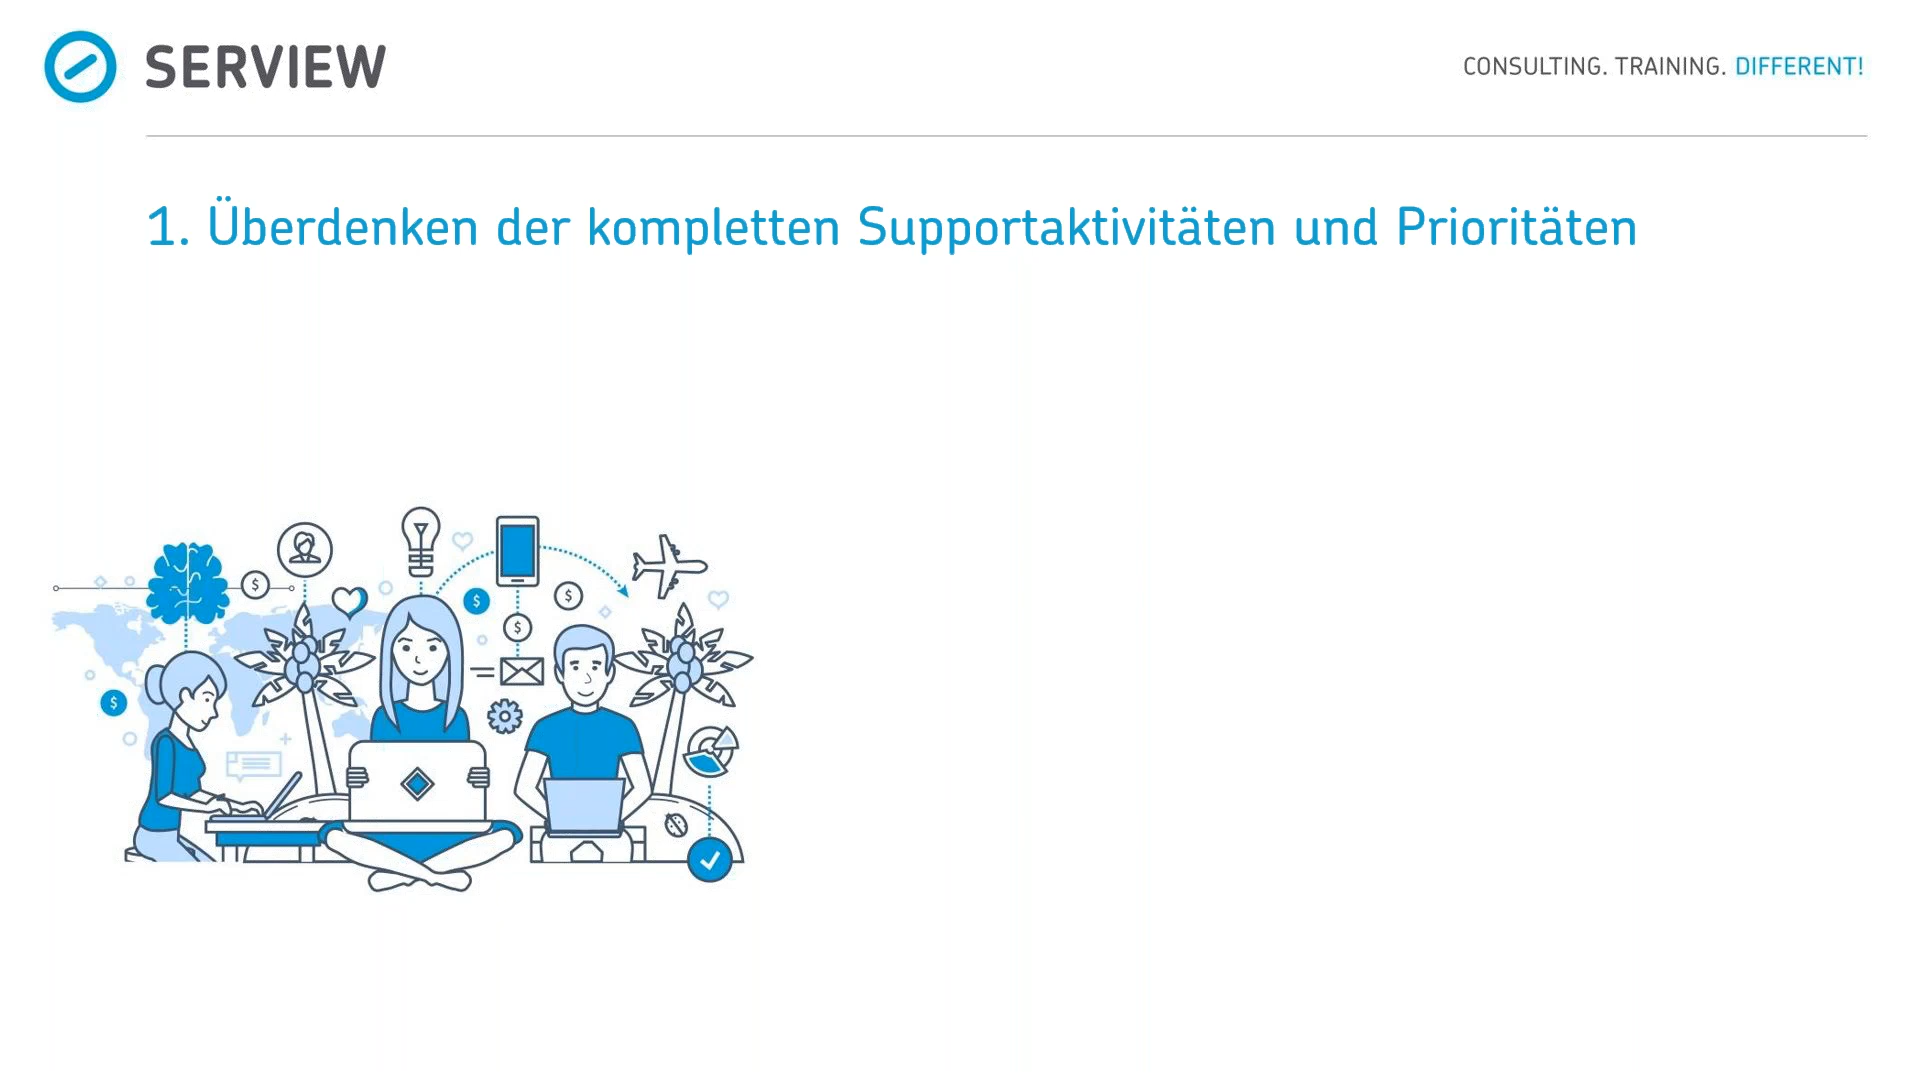 SERVIEW
CONSULTING. TRAINING. DIFFERENT!
1. Überdenken der kompletten Supportaktivitäten und Prioritäten
$
$
$
$
$